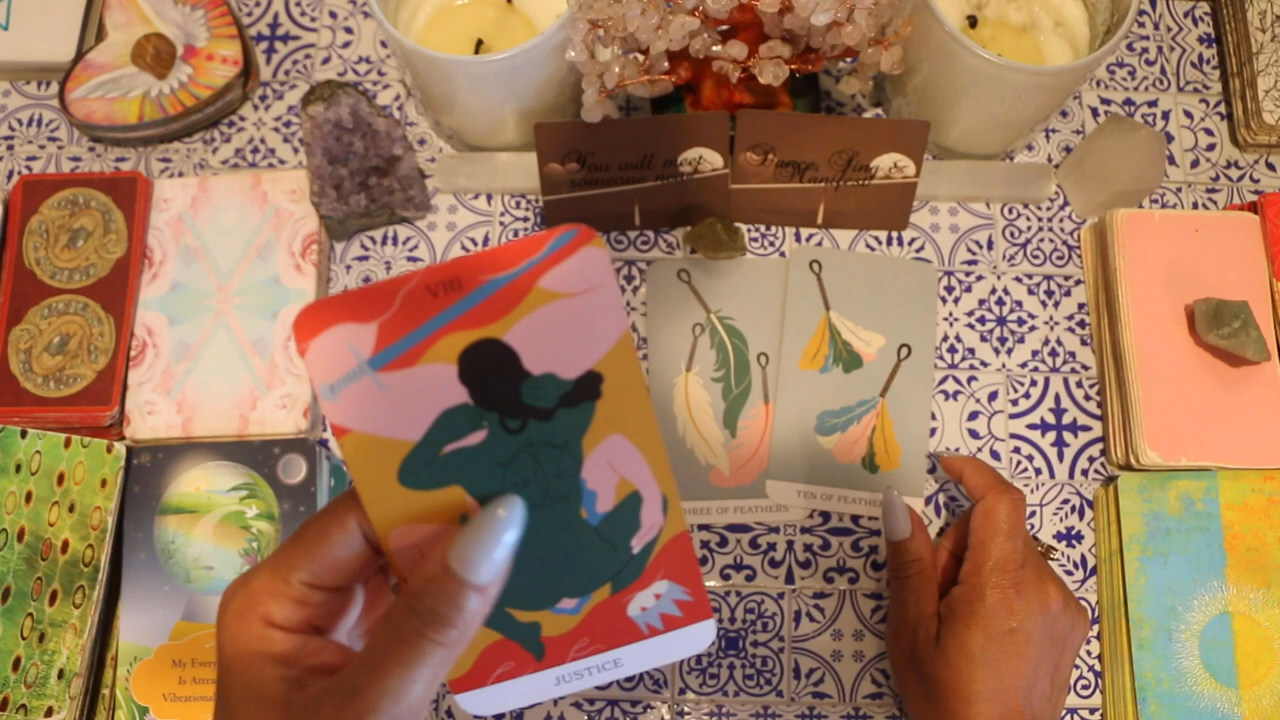 You will meet
someone new
Dance, Sing &
Manifest
VIII
THREE OF FEATHERS
TEN OF FEATHERS
JUSTICE
My Every
Is Attra
Vibrational